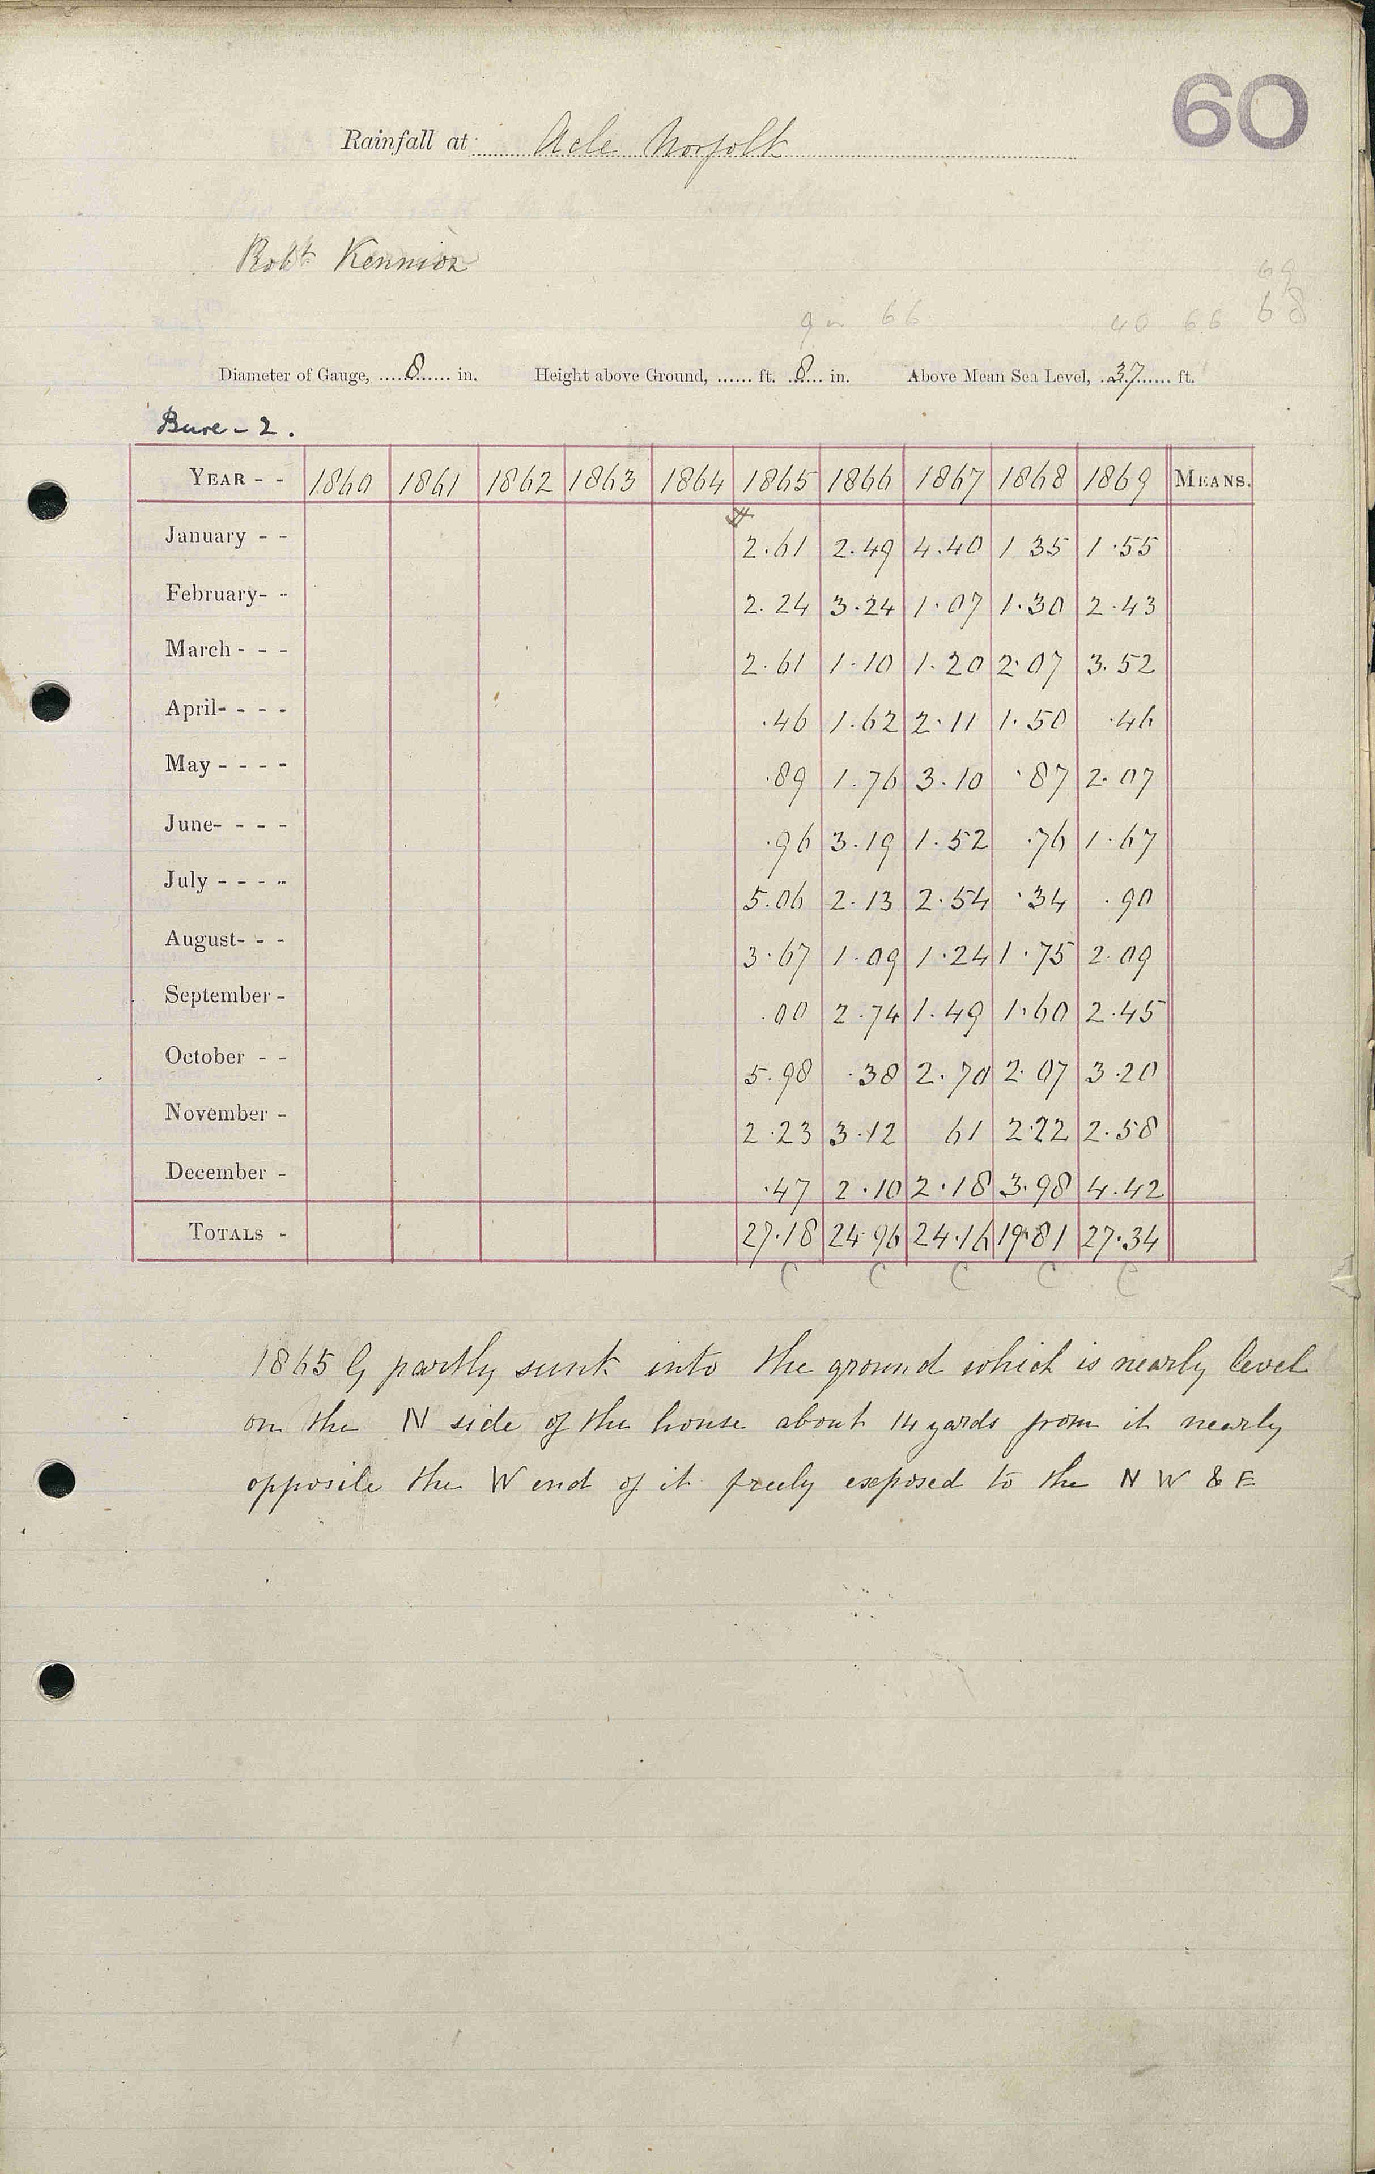 60
Rainfall at Acle Norfolk
Robt Kennion
69
9 in 66 40 66 68
Diameter of Gauge, 8 in. Height above Ground, ...... ft. 8 in. Above Mean Sea Level, 37 ft.
Bure - 2.
YEAR - - 1860 1861 1862 1863 1864 1865 1866 1867 1868 1869 MEANS.
January - - 2.61 2.49 4.40 1 35 1.55
February- - 2.24 3.24 1.07 1.30 2.43
March - - - 2.61 1.10 1.20 2.07 3.52
April- - - - .46 1.62 2.11 1.50 .46
May - - - - .89 1.76 3.10 .87 2.07
June- - - - .96 3.19 1.52 .76 1.67
July - - - - 5.06 2.13 2.54 .34 .90
August- - - 3.67 1.09 1.24 1.75 2.09
September - .00 2.74 1.49 1.60 2.45
October - - 5.98 .38 2.70 2.07 3.20
November - 2.23 3.12 61 2.22 2.58
December - .47 2.10 2.18 3.98 4.42
TOTALS - 27.18 24.96 24.16 19.81 27.34
C C C C C
1865 G partly sunk into the ground which is nearly level
on the N side of the house about 14 yards from it nearly
opposite the W end of it freely exposed to the N W & E